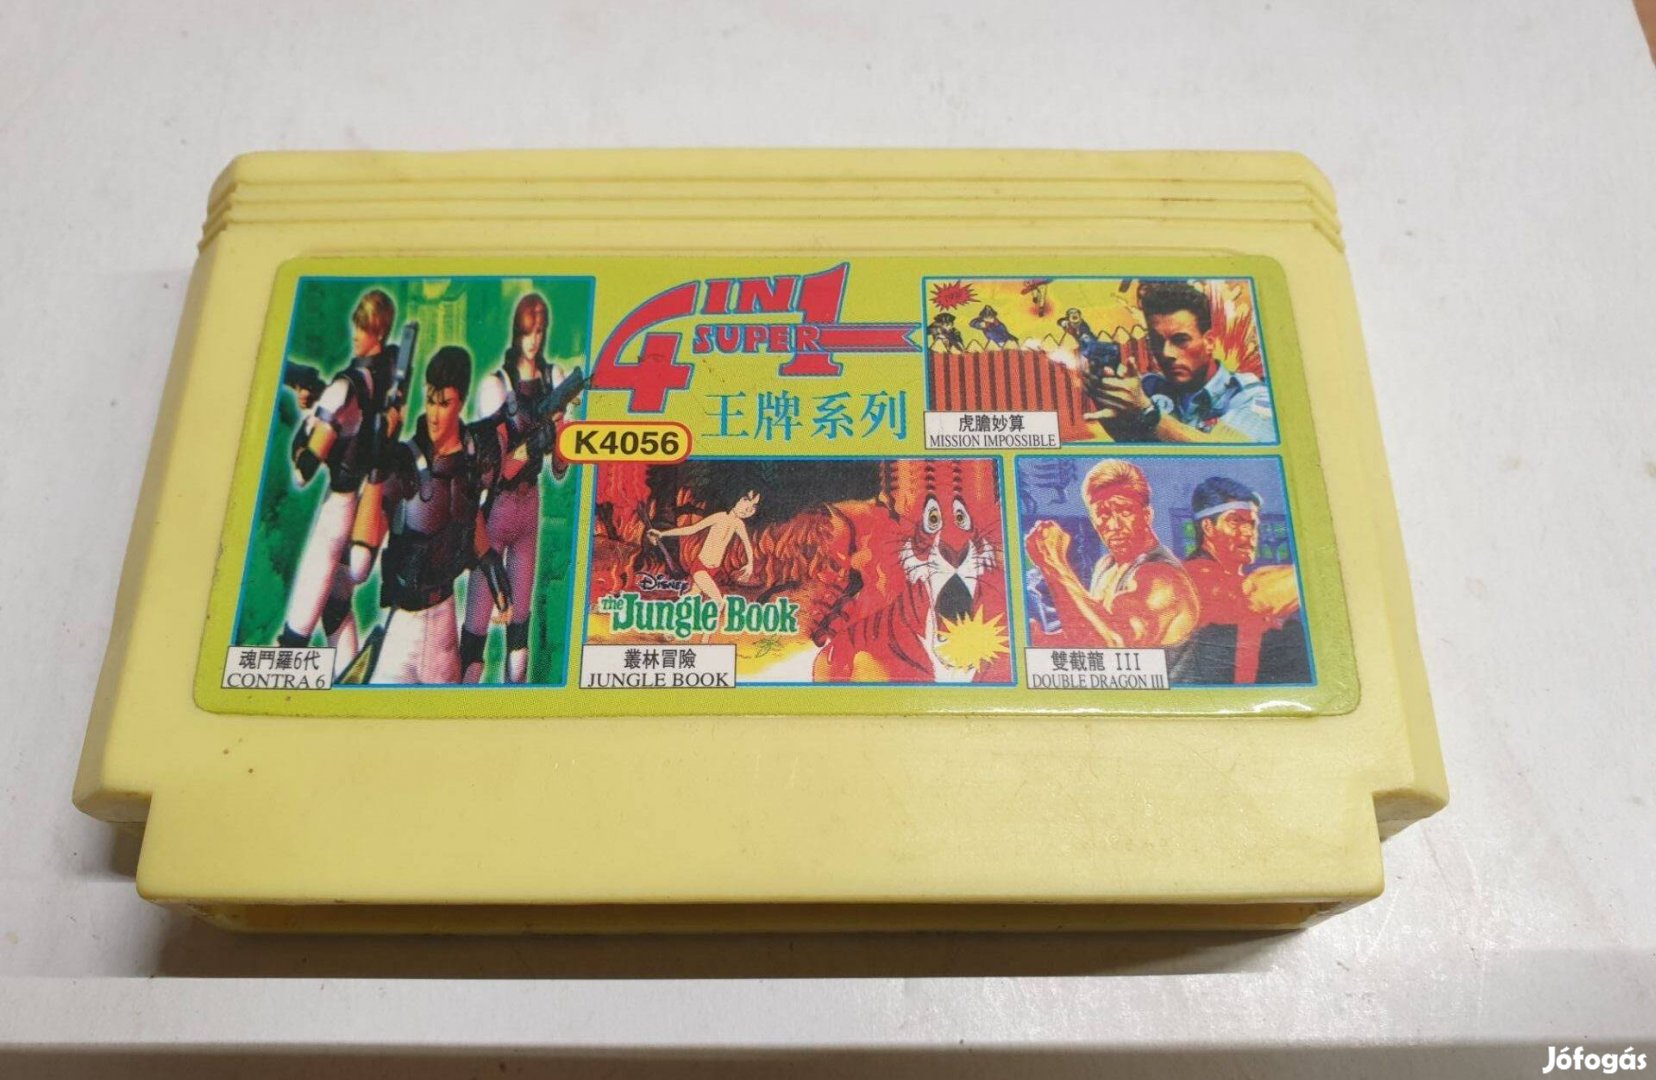 4 IN 1
SUPER
王牌系列
K4056
魂鬥羅6代
CONTRA 6
虎膽妙算
MISSION IMPOSSIBLE
DISNEY
the Jungle Book
叢林冒險
JUNGLE BOOK
雙截龍 III
DOUBLE DRAGON III
Jófogás